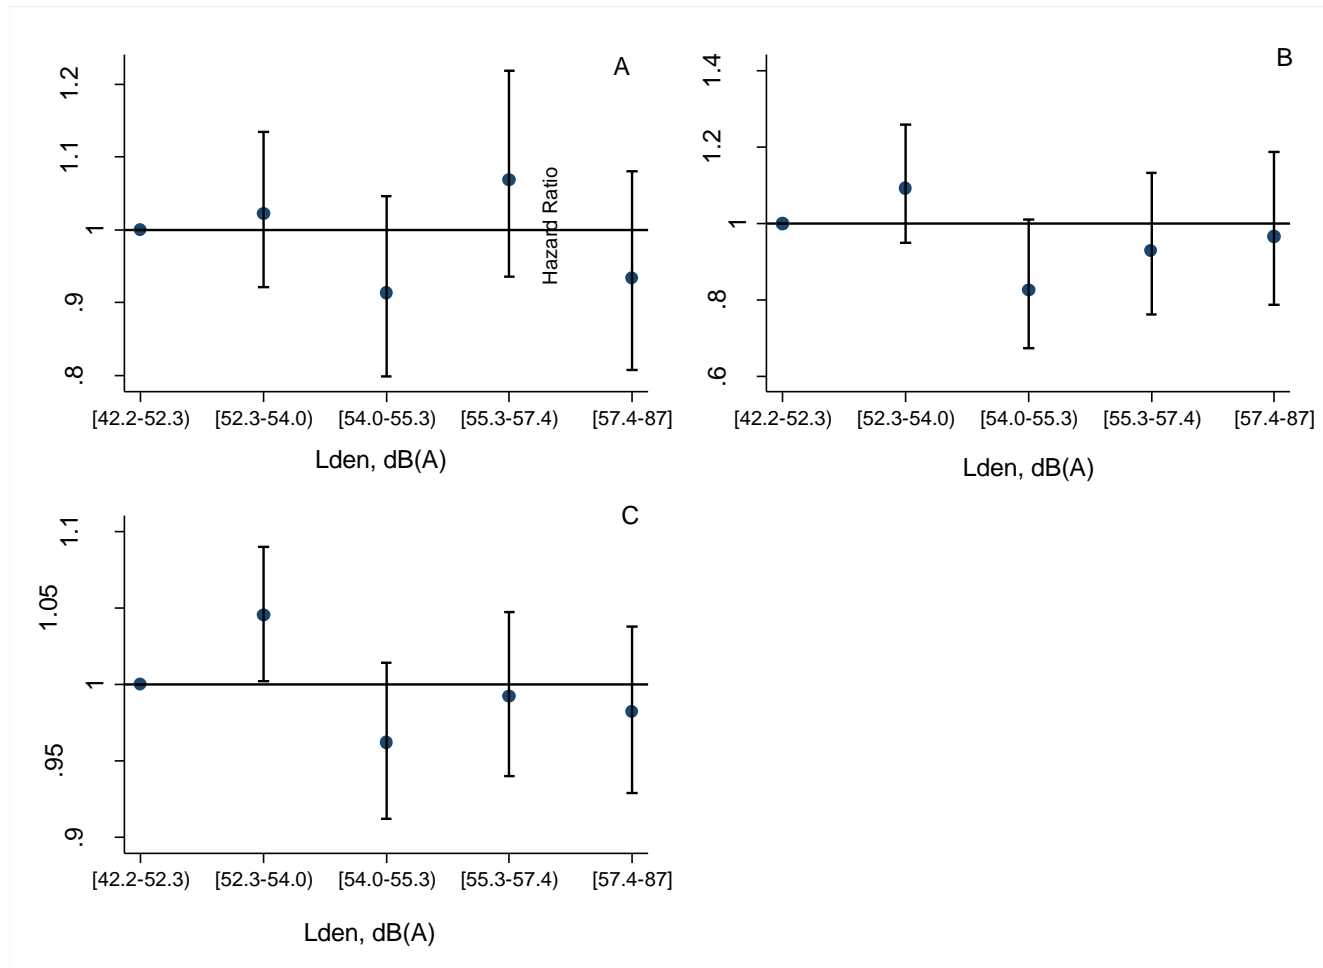 A
1.2
1.1
1
.9
.8
[42.2-52.3) [52.3-54.0) [54.0-55.3) [55.3-57.4) [57.4-87]
Lden, dB(A)
Hazard Ratio
B
1.4
1.2
1
.8
.6
[42.2-52.3) [52.3-54.0) [54.0-55.3) [55.3-57.4) [57.4-87]
Lden, dB(A)
C
1.1
1.05
1
.95
.9
[42.2-52.3) [52.3-54.0) [54.0-55.3) [55.3-57.4) [57.4-87]
Lden, dB(A)